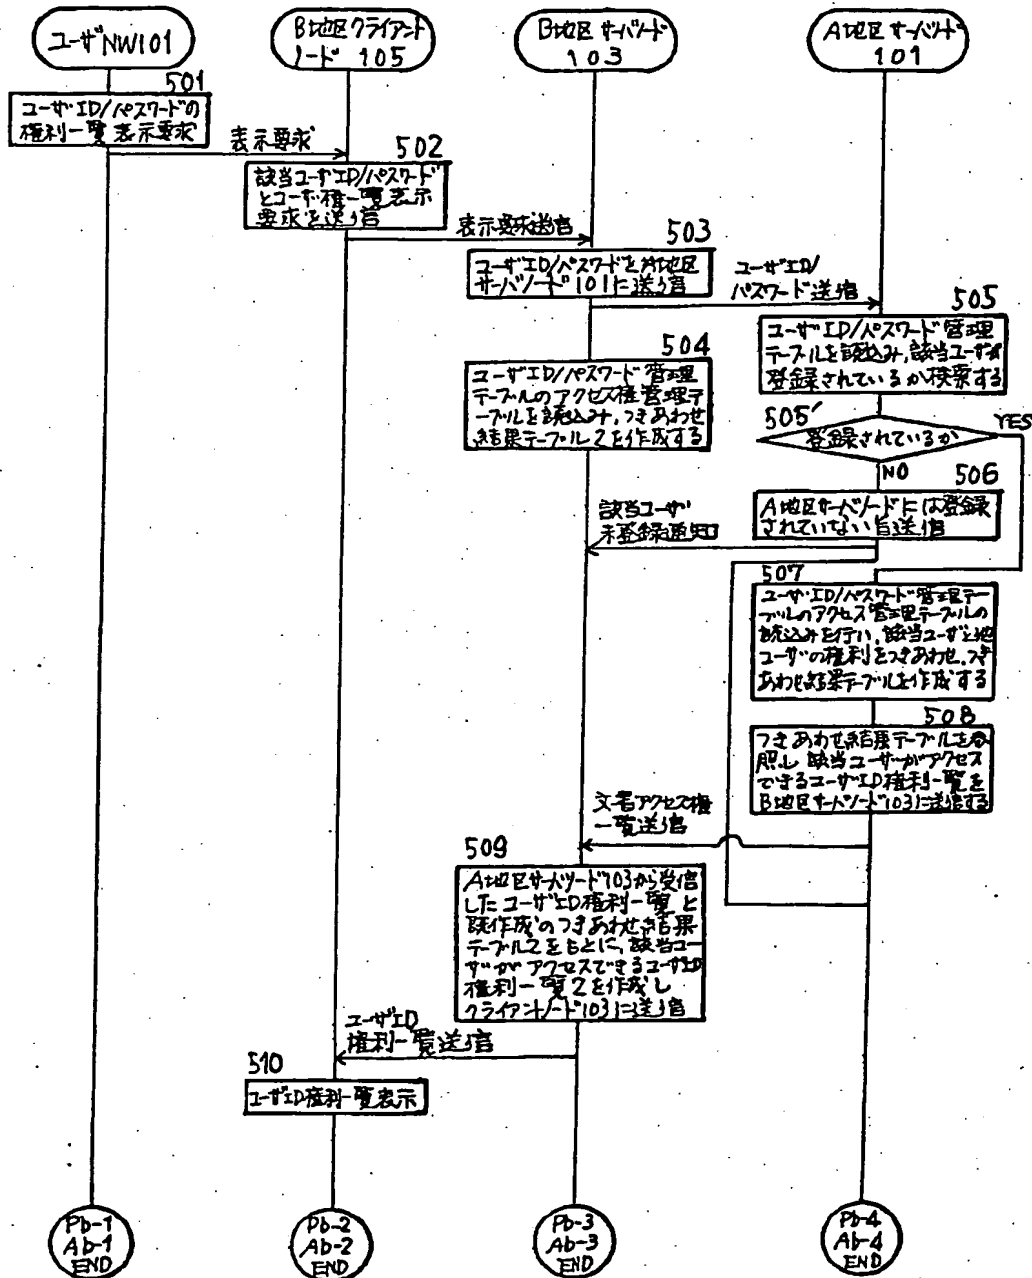 ユーザNW101
B地区クライアント
ノード 105
B地区サーバノード
103
A地区サーバノード
101
501
ユーザID/パスワードの
権利一覧表示要求
表示要求
502
該当ユーザID/パスワード
とユーザ権一覧表示
要求を送信
表示要求送信
503
ユーザID/パスワードをA地区
サーバノード101に送信
ユーザID/
パスワード送信
504
ユーザID/パスワード管理
テーブルのアクセス権管理テ
ーブルを読込み,つきあわせ
結果テーブル2を作成する
505
ユーザID/パスワード管理
テーブルを読込み,該当ユーザが
登録されているか検索する
505'
登録されているか
YES
NO
506
A地区サーバノードには登録
されていない旨送信
該当ユーザ
未登録通知
507
ユーザID/パスワード管理テー
ブルのアクセス管理テーブルの
読込みを行い,該当ユーザと他
ユーザの権利をつきあわせ,つき
あわせ結果テーブルを作成する
508
つきあわせ結果テーブルを参
照し該当ユーザーがアクセス
できるユーザID権利一覧を
B地区サーバノード103に送信する
文書アクセス権
一覧送信
509
A地区サーバノード103から受信
したユーザID権利一覧と
既作成のつきあわせ結果
テーブル2をもとに,該当ユー
ザがアクセスできるユーザID
権利一覧2を作成し
クライアントノード103に送信
ユーザID
権利一覧送信
510
ユーザID権利一覧表示
Pb-1
Ab-1
END
Pb-2
Ab-2
END
Pb-3
Ab-3
END
Pb-4
Ab-4
END